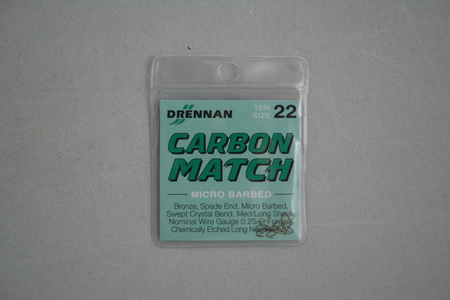 DRENNAN
TEN
SIZE 22
CARBON
MATCH
MICRO BARBED
Bronze, Spade End, Micro Barbed,
Swept Crystal Bend, Med/Long Shank
Nominal Wire Gauge 0.25
Chemically Etched Long